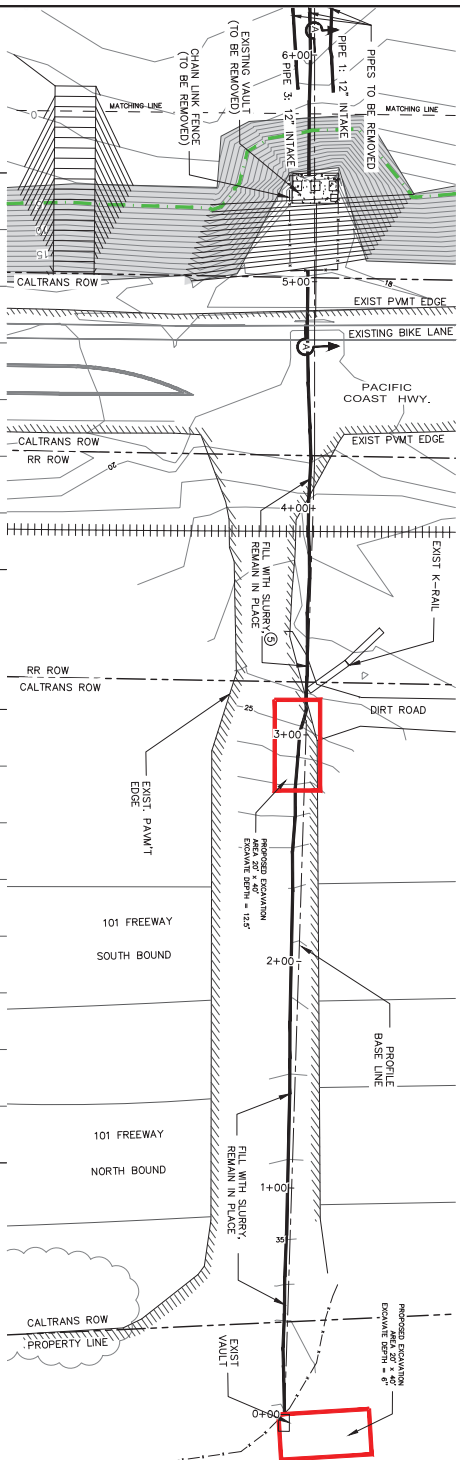 6+00
A
PIPES TO BE REMOVED
PIPE 1: 12" INTAKE
PIPE 3: 12" INTAKE
EXISTING VAULT
(TO BE REMOVED)
CHAIN LINK FENCE
(TO BE REMOVED)
MATCHING LINE
MATCHING LINE
0
15
18
5+00
CALTRANS ROW
EXIST PVMT EDGE
EXISTING BIKE LANE
A
PACIFIC
COAST HWY.
CALTRANS ROW
EXIST PVMT EDGE
RR ROW
20
4+00
FILL WITH SLURRY, 5
REMAIN IN PLACE
EXIST K-RAIL
RR ROW
CALTRANS ROW
DIRT ROAD
25
3+00
EXIST. PAVM'T
EDGE
PROPOSED EXCAVATION
AREA 20' x 40'
EXCAVATE DEPTH = 12.5'
101 FREEWAY
SOUTH BOUND
2+00
PROFILE
BASE LINE
101 FREEWAY
NORTH BOUND
FILL WITH SLURRY,
REMAIN IN PLACE
1+00
35
CALTRANS ROW
PROPERTY LINE
EXIST
VAULT
PROPOSED EXCAVATION
AREA 20' x 40'
EXCAVATE DEPTH = 6"
0+00